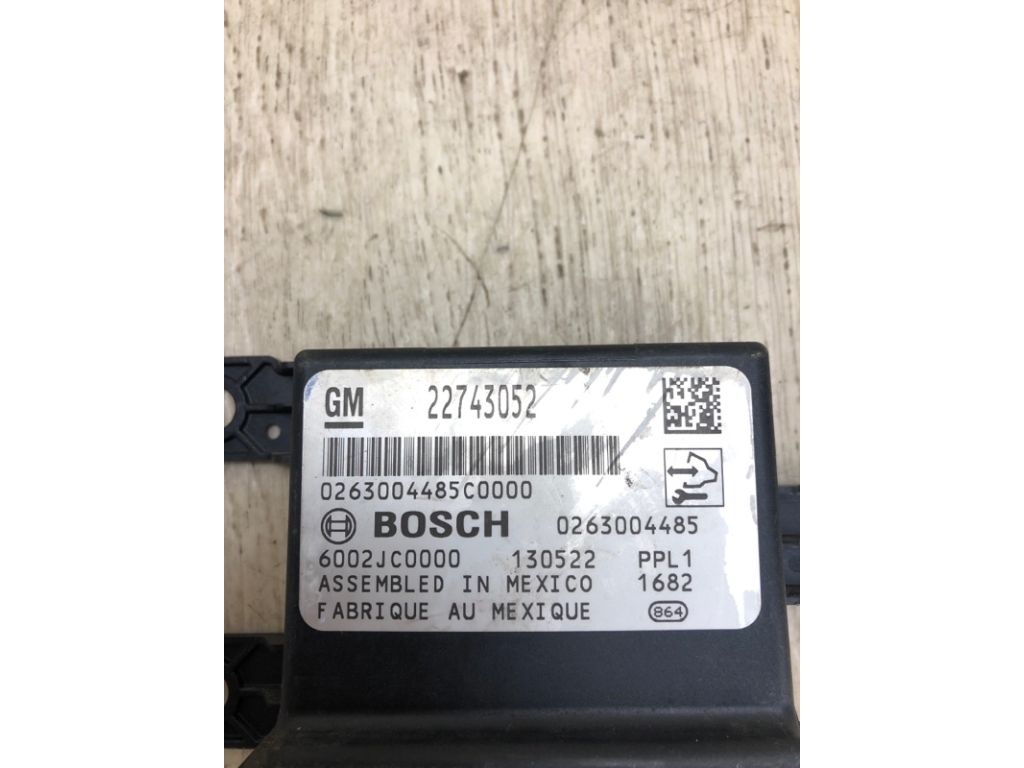 GM 22743052
0263004485C0000
BOSCH 0263004485
6002JC0000 130522 PPL1
ASSEMBLED IN MEXICO 1682
FABRIQUE AU MEXIQUE 864